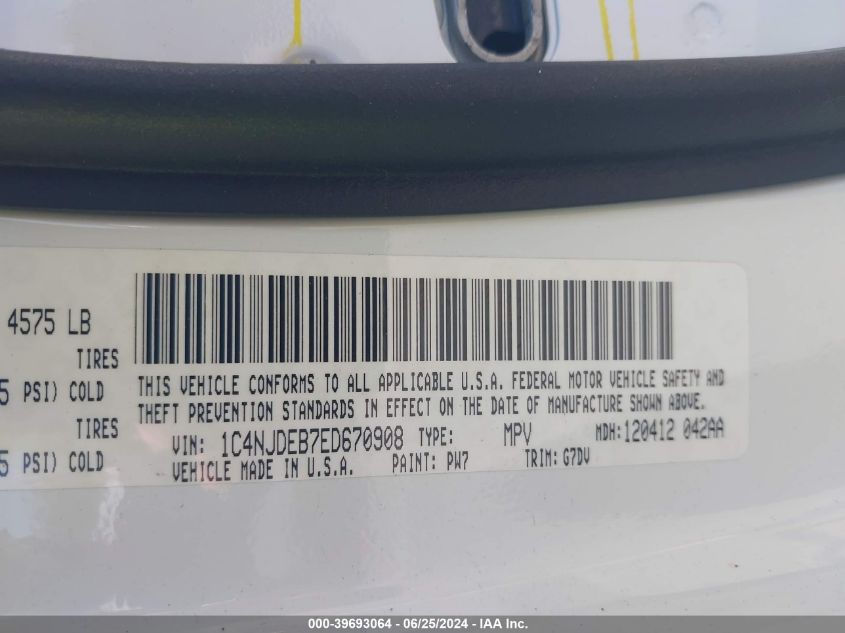 4575 LB
TIRES
5 PSI) COLD
TIRES
5 PSI) COLD
THIS VEHICLE CONFORMS TO ALL APPLICABLE U.S.A. FEDERAL MOTOR VEHICLE SAFETY AND
THEFT PREVENTION STANDARDS IN EFFECT ON THE DATE OF MANUFACTURE SHOWN ABOVE.
VIN: 1C4NJDEB7ED670908 TYPE: MPV MDH:120412 042AA
VEHICLE MADE IN U.S.A. PAINT: PW7 TRIM: G7DV
000-39693064 - 06/25/2024 - IAA Inc.